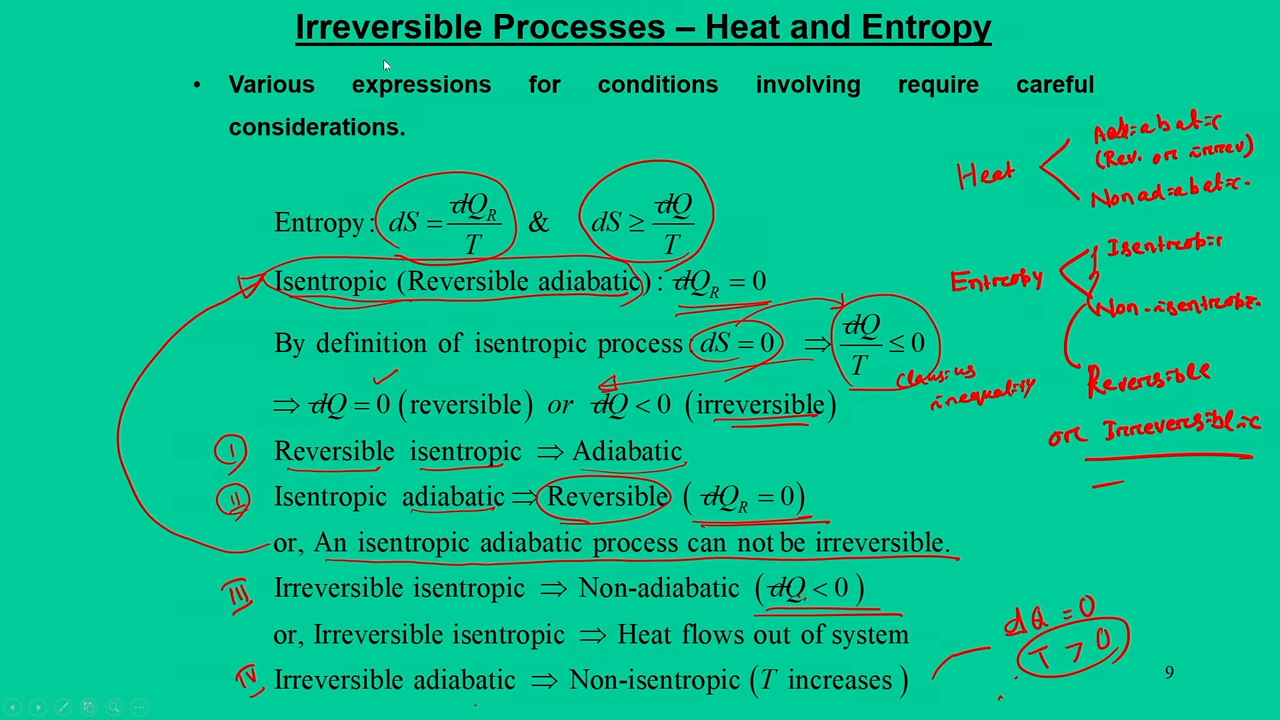 Irreversible Processes – Heat and Entropy
• Various expressions for conditions involving require careful
considerations.
Entropy: dS = đQ_R / T & dS ≥ đQ / T
Isentropic (Reversible adiabatic) : đQ_R = 0
By definition of isentropic process dS = 0 ⇒ đQ / T ≤ 0
⇒ đQ = 0 (reversible) or đQ < 0 (irreversible)
Clausius
inequality
I Reversible isentropic ⇒ Adiabatic
II Isentropic adiabatic ⇒ Reversible (đQ_R = 0)
or, An isentropic adiabatic process can not be irreversible.
III Irreversible isentropic ⇒ Non-adiabatic (đQ < 0)
or, Irreversible isentropic ⇒ Heat flows out of system
IV Irreversible adiabatic ⇒ Non-isentropic (T increases)
Heat
Adiabatic
(Rev. or irrev)
Non adiabatic.
Entropy
Isentropic
Non-isentropic.
Reversible
or Irreversible
đQ = 0
T > 0
9